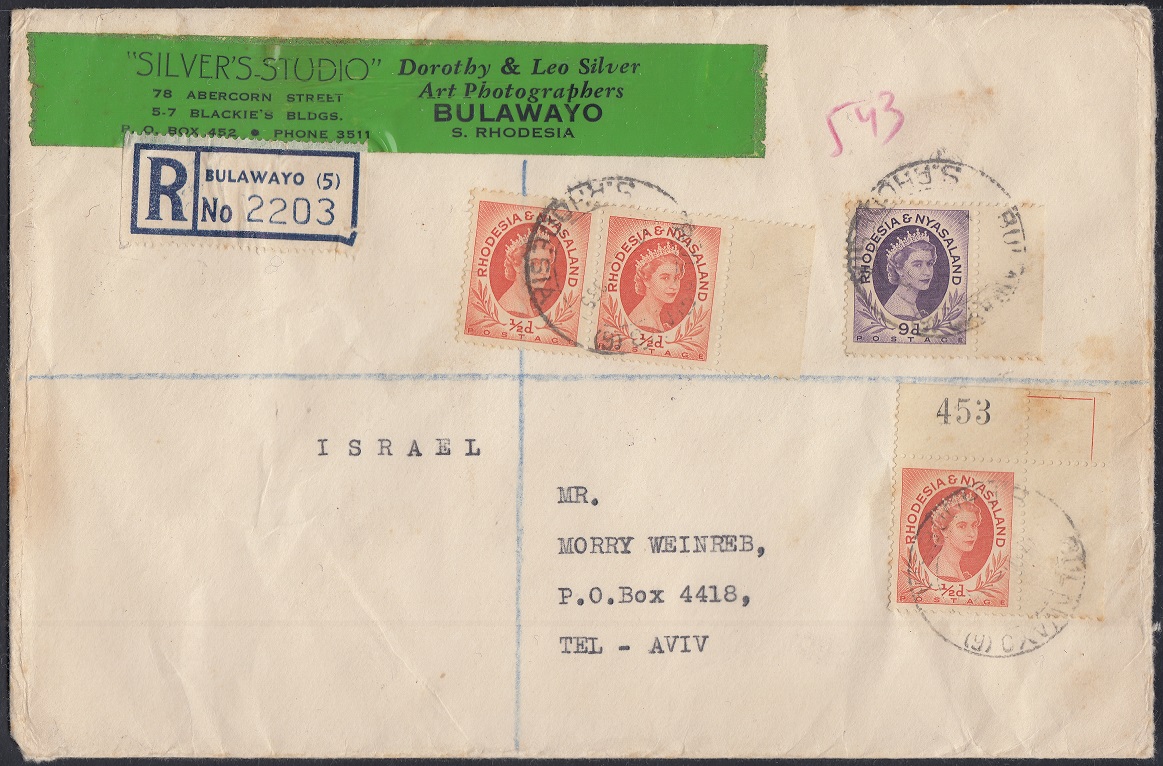 "SILVER'S-STUDIO"
78 ABERCORN STREET
5-7 BLACKIE'S BLDGS.
P.O. BOX 452 • PHONE 3511
Dorothy & Leo Silver
Art Photographers
BULAWAYO
S. RHODESIA
R
BULAWAYO (5)
No 2203
543
RHODESIA & NYASALAND
½d
POSTAGE
RHODESIA & NYASALAND
½d
POSTAGE
RHODESIA & NYASALAND
9d
POSTAGE
453
RHODESIA & NYASALAND
½d
POSTAGE
ISRAEL
MR.
MORRY WEINREB,
P.O.Box 4418,
TEL - AVIV